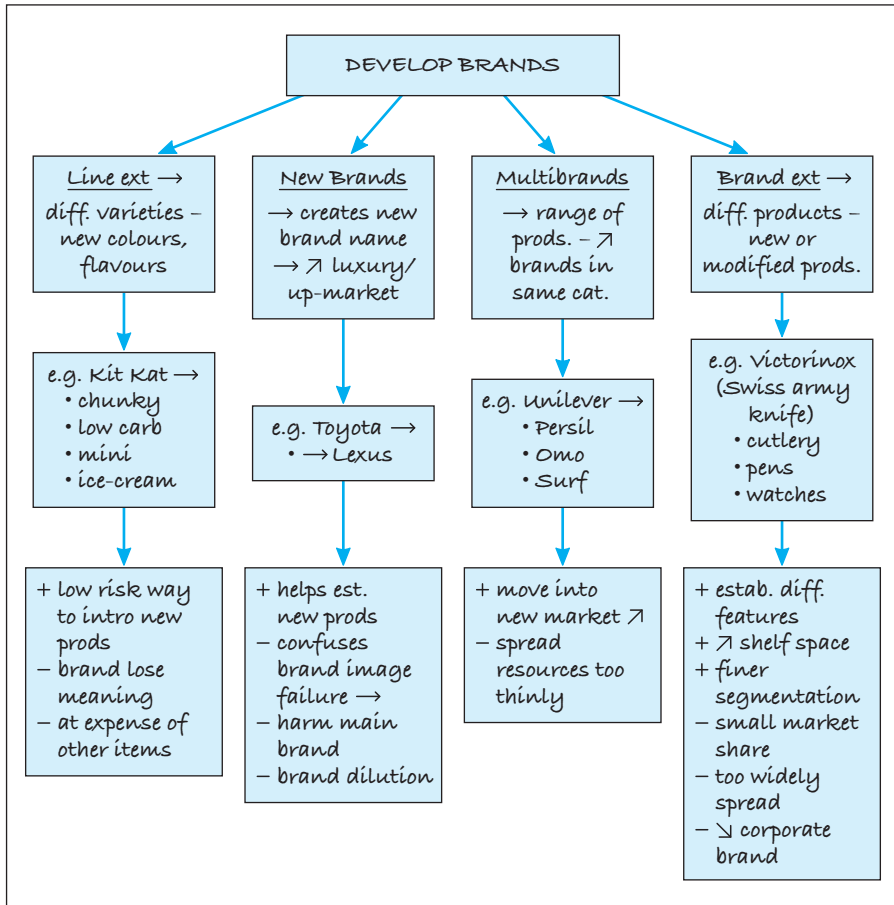 DEVELOP BRANDS
Line ext →
diff. varieties –
new colours,
flavours
e.g. Kit Kat →
• chunky
• low carb
• mini
• ice-cream
+ low risk way
to intro new
prods
– brand lose
meaning
– at expense of
other items
New Brands
→ creates new
brand name
→ ↗ luxury/
up-market
e.g. Toyota →
• → Lexus
+ helps est.
new prods
– confuses
brand image
failure →
– harm main
brand
– brand dilution
Multibrands
→ range of
prods. – ↗
brands in
same cat.
e.g. Unilever →
• Persil
• Omo
• Surf
+ move into
new market ↗
– spread
resources too
thinly
Brand ext →
diff. products –
new or
modified prods.
e.g. Victorinox
(Swiss army
knife)
• cutlery
• pens
• watches
+ estab. diff.
features
+ ↗ shelf space
+ finer
segmentation
– small market
share
– too widely
spread
– ↘ corporate
brand